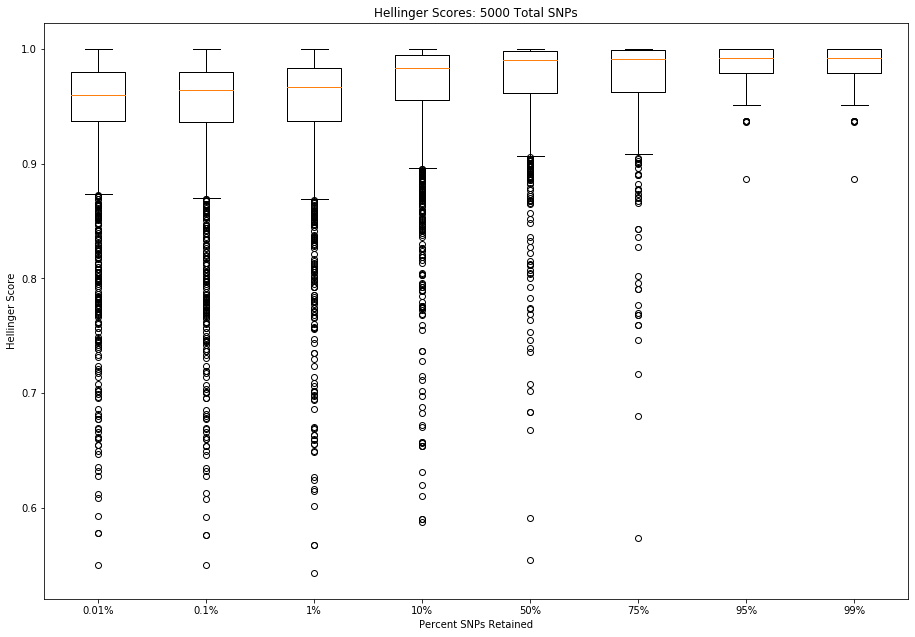 Hellinger Scores: 5000 Total SNPs
Hellinger Score
1.0
0.9
0.8
0.7
0.6
0.01% 0.1% 1% 10% 50% 75% 95% 99%
Percent SNPs Retained